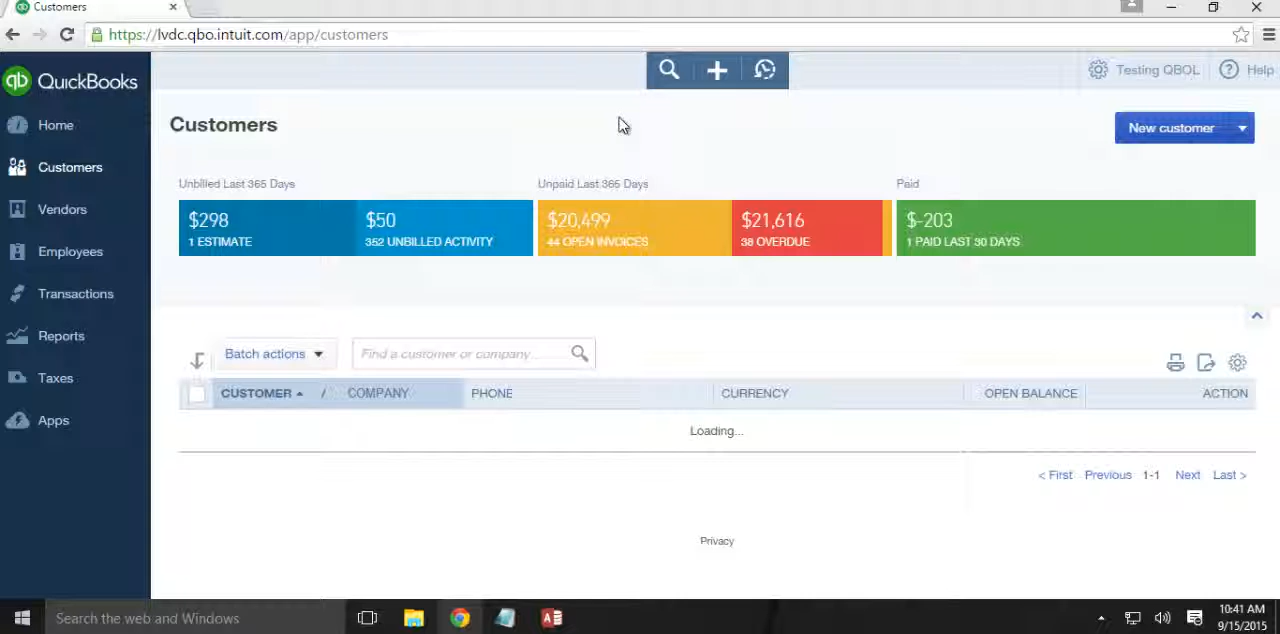 Customers
https://lvdc.qbo.intuit.com/app/customers
qb QuickBooks
Testing QBOL
Help
Home
Customers
Vendors
Employees
Transactions
Reports
Taxes
Apps
Customers
New customer
Unbilled Last 365 Days
Unpaid Last 365 Days
Paid
$298
1 ESTIMATE
$50
352 UNBILLED ACTIVITY
$20,499
44 OPEN INVOICES
$21,616
38 OVERDUE
$-203
1 PAID LAST 30 DAYS
Batch actions
Find a customer or company...
CUSTOMER / COMPANY PHONE CURRENCY OPEN BALANCE ACTION
Loading...
< First Previous 1-1 Next Last >
Privacy
Search the web and Windows
10:41 AM
9/15/2015